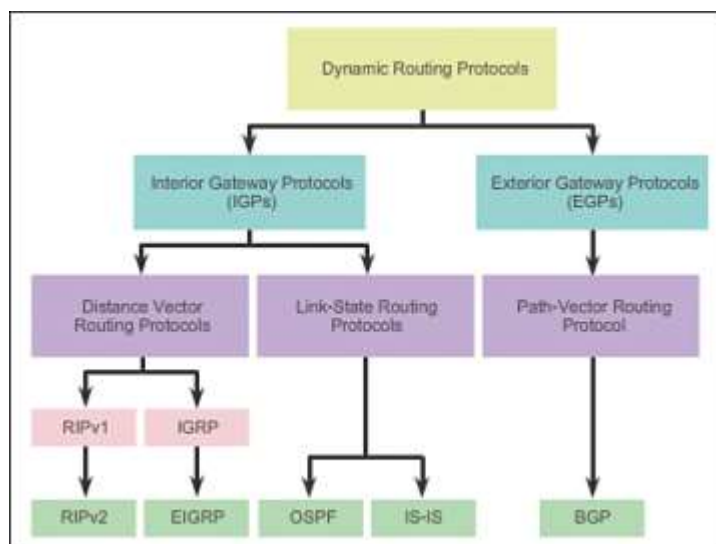 Dynamic Routing Protocols
Interior Gateway Protocols
(IGPs)
Exterior Gateway Protocols
(EGPs)
Distance Vector
Routing Protocols
Link-State Routing
Protocols
Path-Vector Routing
Protocol
RIPv1
IGRP
RIPv2
EIGRP
OSPF
IS-IS
BGP